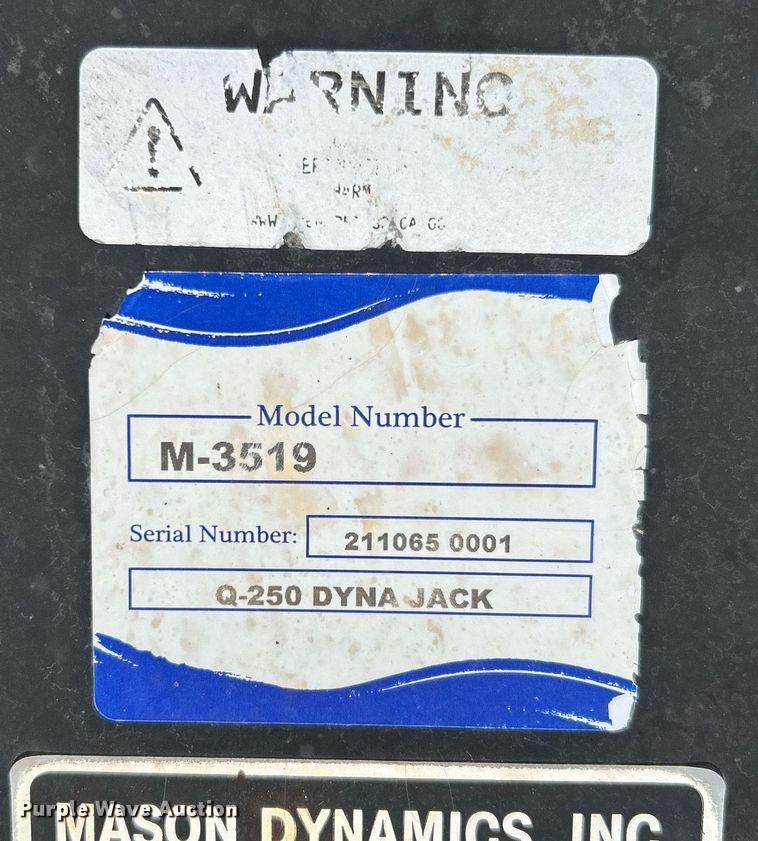 WARNING
Model Number
M-3519
Serial Number:
211065 0001
Q-250 DYNA JACK
MASON DYNAMICS, INC
Purple Wave Auction